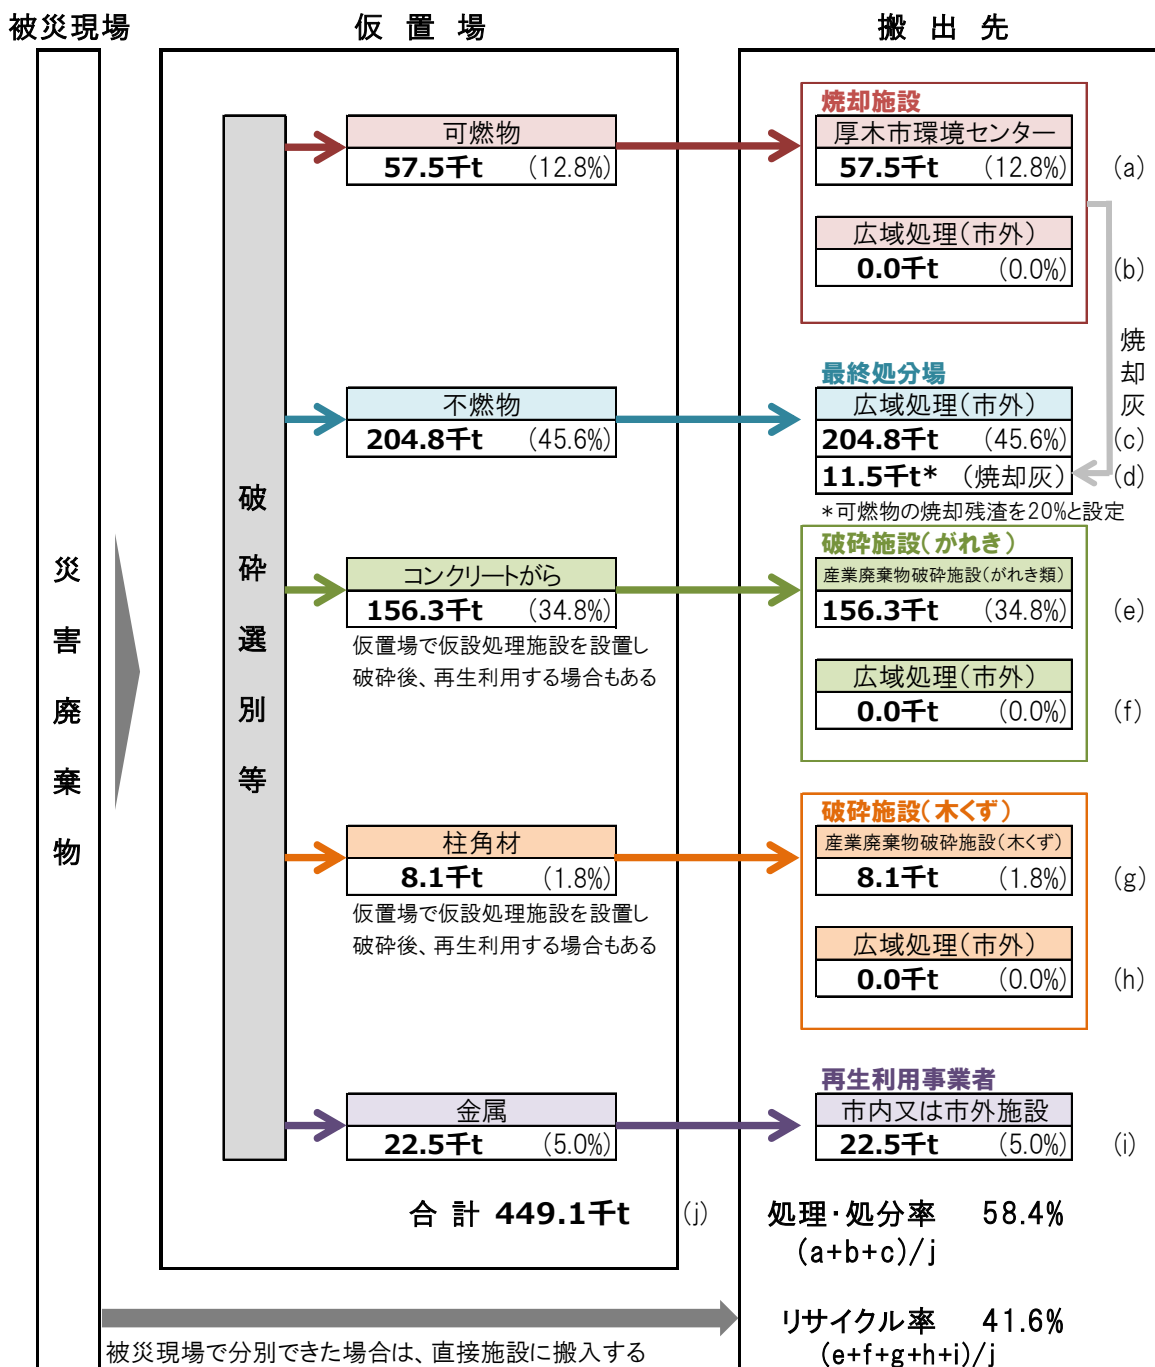 被災現場
仮 置 場
搬 出 先
災害廃棄物
破砕選別等
可燃物
57.5千t (12.8%)
焼却施設
厚木市環境センター
57.5千t (12.8%)
(a)
広域処理(市外)
0.0千t (0.0%)
(b)
焼却灰
不燃物
204.8千t (45.6%)
最終処分場
広域処理(市外)
204.8千t (45.6%)
(c)
11.5千t* (焼却灰)
(d)
*可燃物の焼却残渣を20%と設定
コンクリートがら
156.3千t (34.8%)
仮置場で仮設処理施設を設置し
破砕後、再生利用する場合もある
破砕施設(がれき)
産業廃棄物破砕施設(がれき類)
156.3千t (34.8%)
(e)
広域処理(市外)
0.0千t (0.0%)
(f)
柱角材
8.1千t (1.8%)
仮置場で仮設処理施設を設置し
破砕後、再生利用する場合もある
破砕施設(木くず)
産業廃棄物破砕施設(木くず)
8.1千t (1.8%)
(g)
広域処理(市外)
0.0千t (0.0%)
(h)
金属
22.5千t (5.0%)
再生利用事業者
市内又は市外施設
22.5千t (5.0%)
(i)
合 計 449.1千t (j)
処理・処分率 58.4%
(a+b+c)/j
リサイクル率 41.6%
(e+f+g+h+i)/j
被災現場で分別できた場合は、直接施設に搬入する